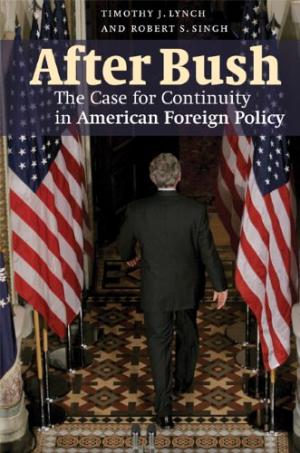 TIMOTHY J. LYNCH
AND ROBERT S. SINGH
After Bush
The Case for Continuity
in American Foreign Policy